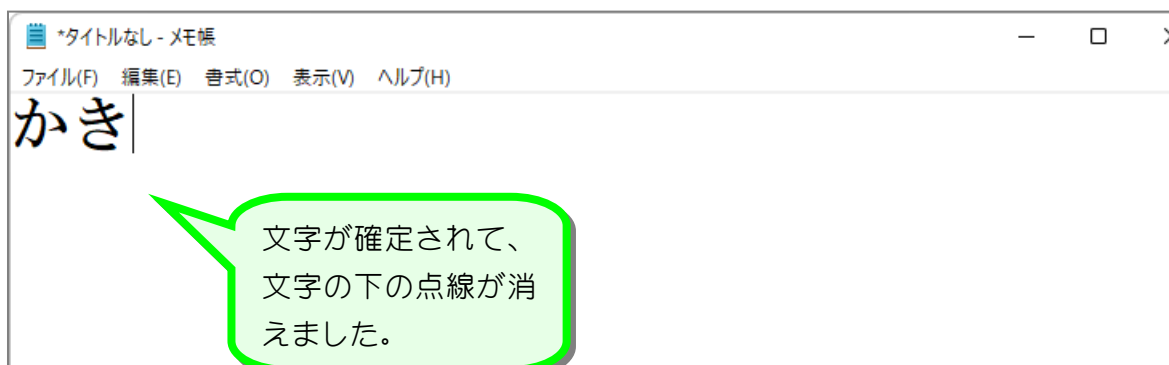 *タイトルなし - メモ帳
ファイル(F) 編集(E) 書式(O) 表示(V) ヘルプ(H)
かき
文字が確定されて、
文字の下の点線が消
えました。